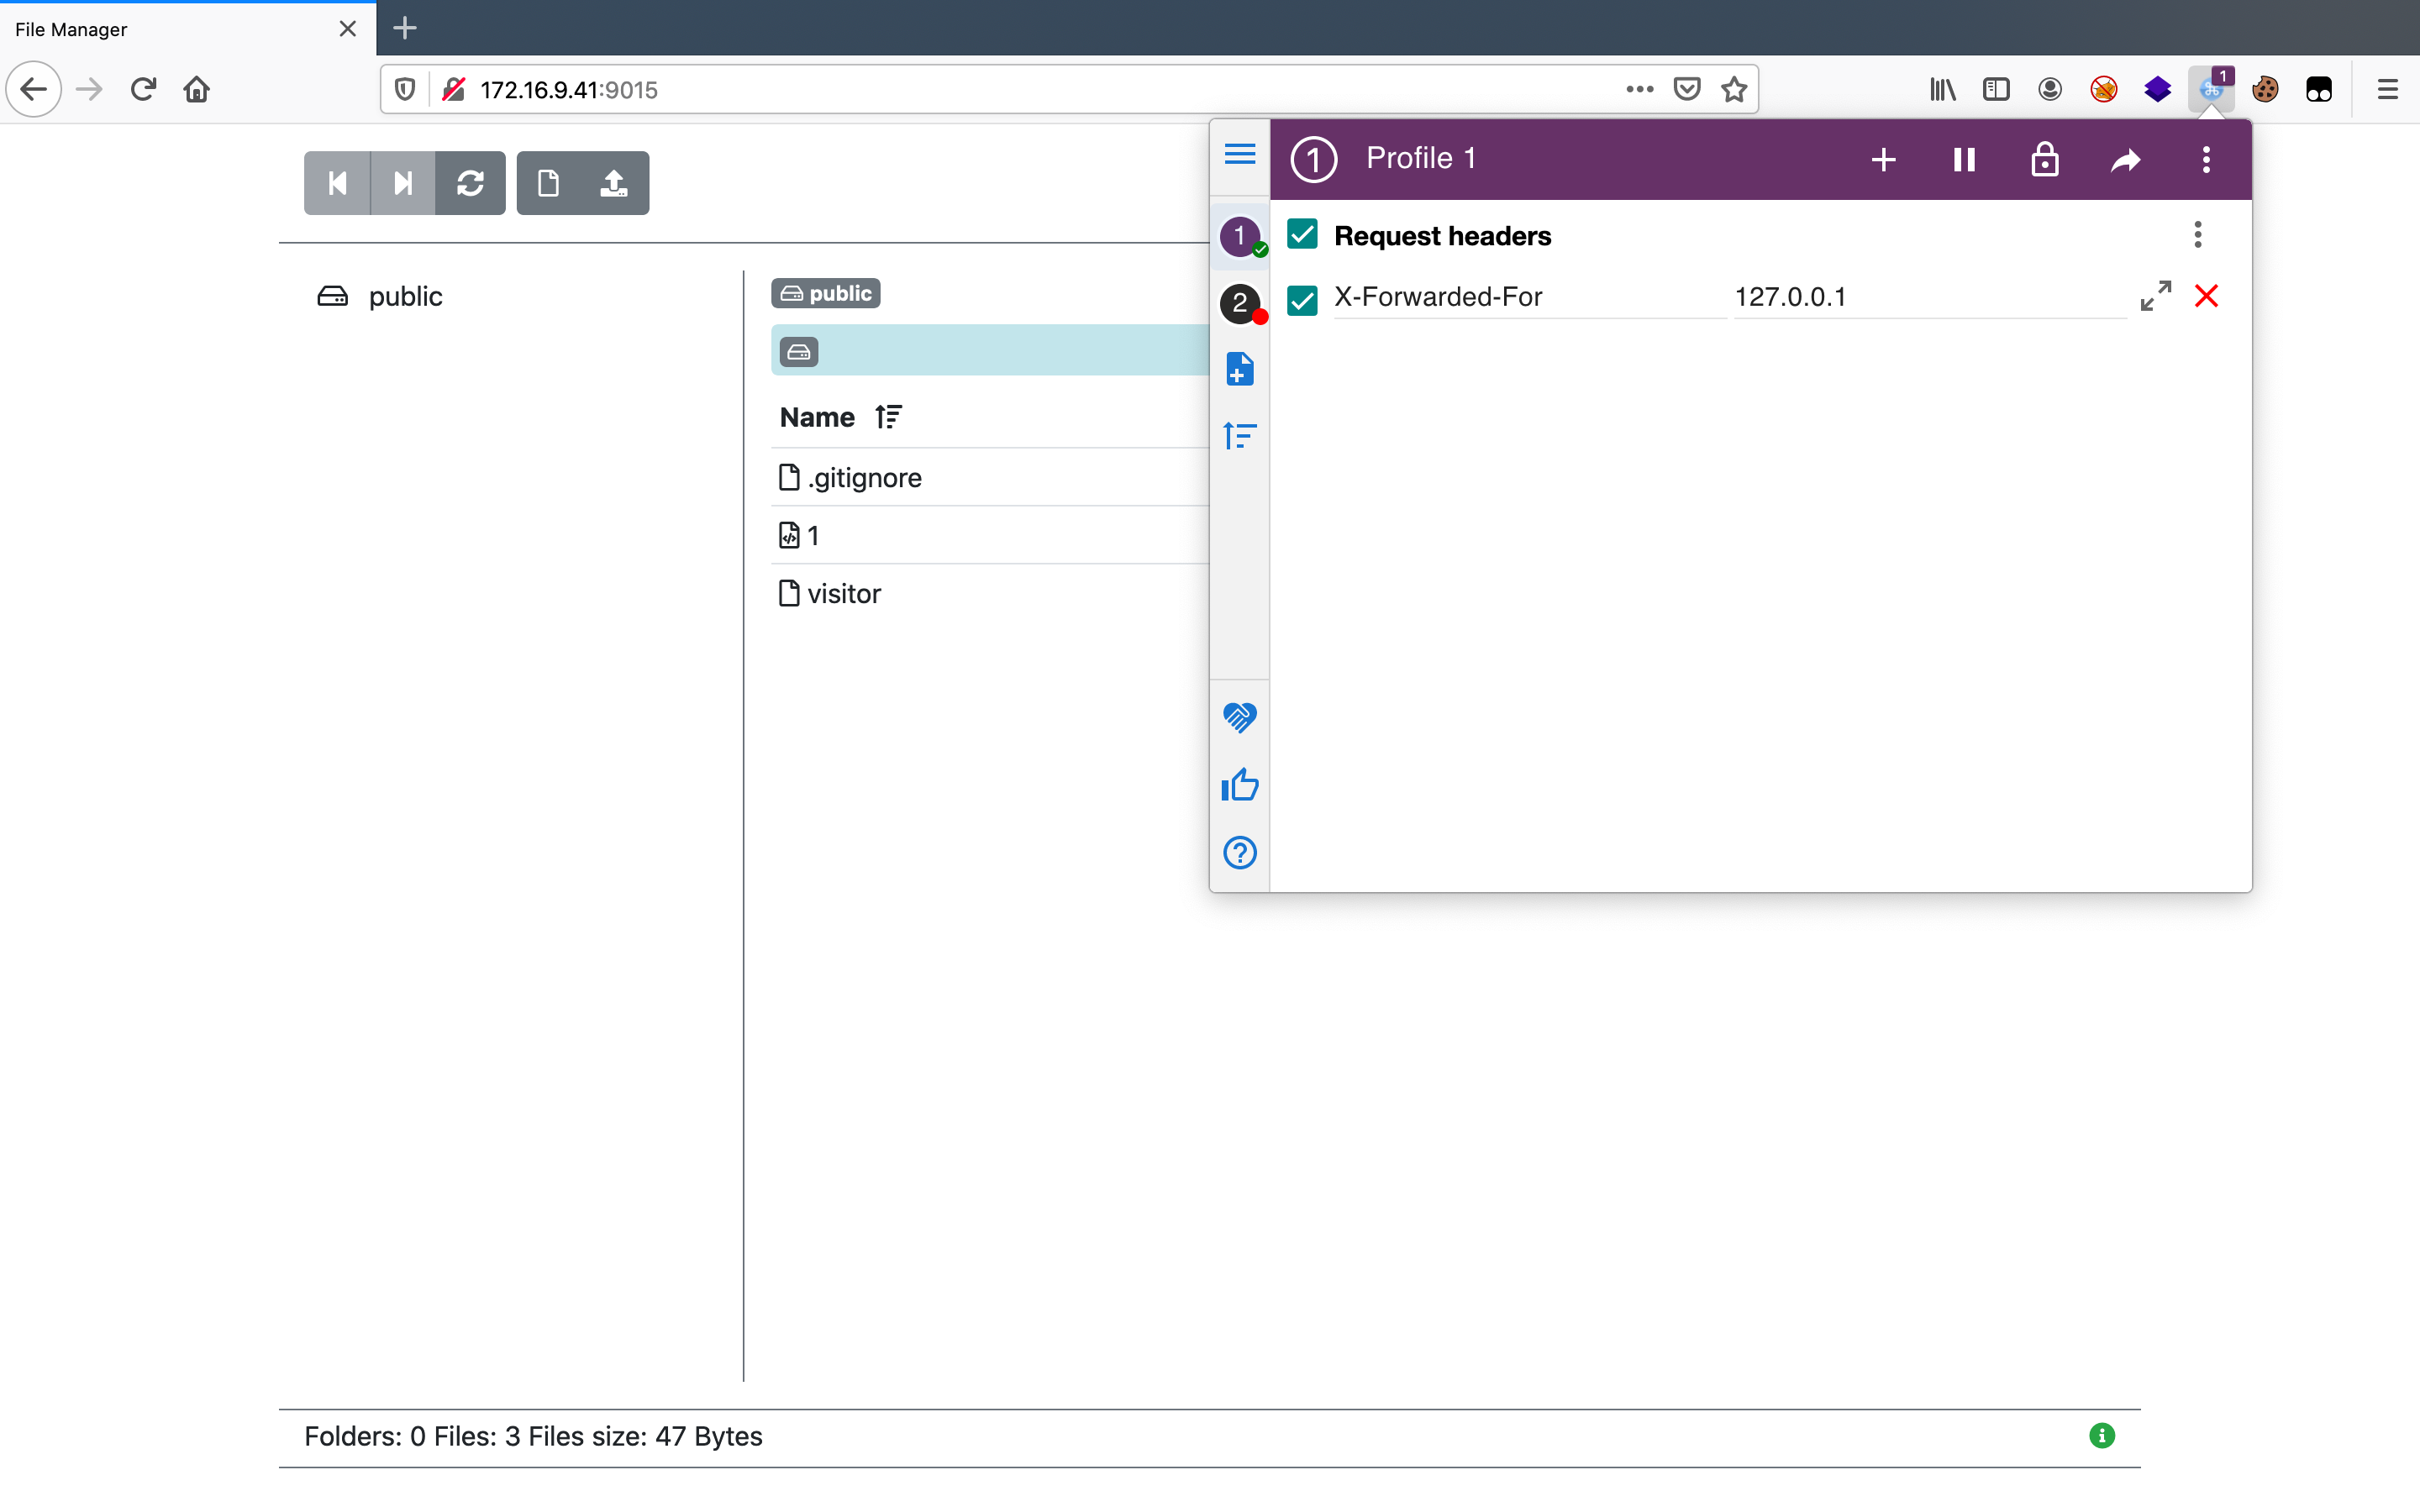 File Manager
172.16.9.41:9015
1
1 Profile 1
1 Request headers
2 X-Forwarded-For 127.0.0.1
public
public
Name
.gitignore
1
visitor
Folders: 0 Files: 3 Files size: 47 Bytes